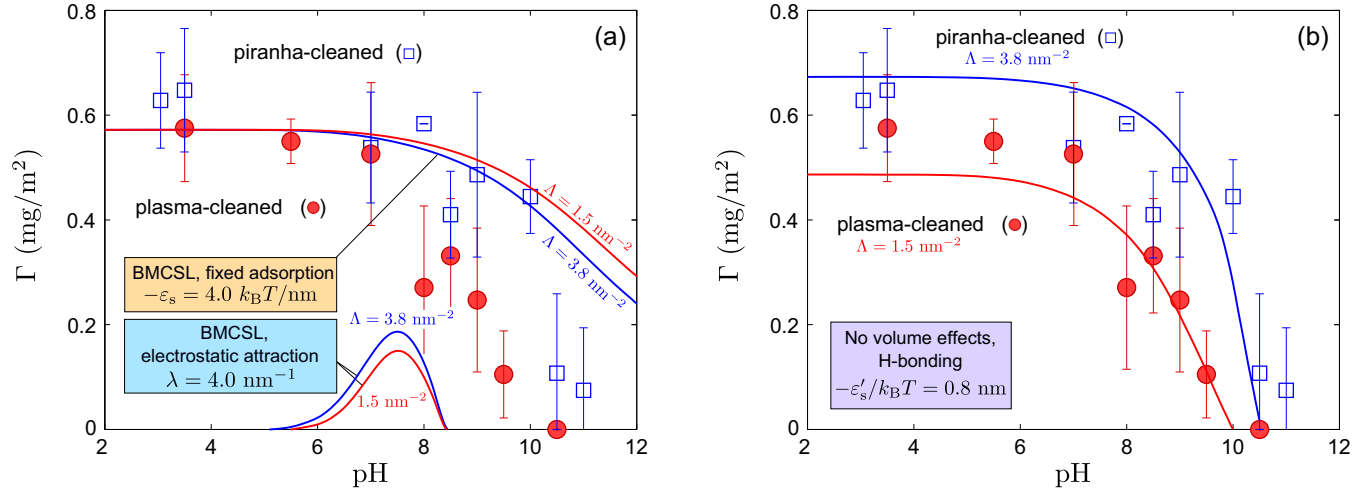 (a)
piranha-cleaned (□)
plasma-cleaned (●)
Λ = 1.5 nm⁻²
Λ = 3.8 nm⁻²
BMCSL, fixed adsorption
−εₛ = 4.0 k_BT/nm
BMCSL,
electrostatic attraction
λ = 4.0 nm⁻¹
Λ = 3.8 nm⁻²
1.5 nm⁻²
Γ (mg/m²)
0.8
0.6
0.4
0.2
0
2 4 6 8 10 12
pH
(b)
piranha-cleaned (□)
Λ = 3.8 nm⁻²
plasma-cleaned (●)
Λ = 1.5 nm⁻²
No volume effects,
H-bonding
−ε′ₛ/k_BT = 0.8 nm
Γ (mg/m²)
0.8
0.6
0.4
0.2
0
2 4 6 8 10 12
pH